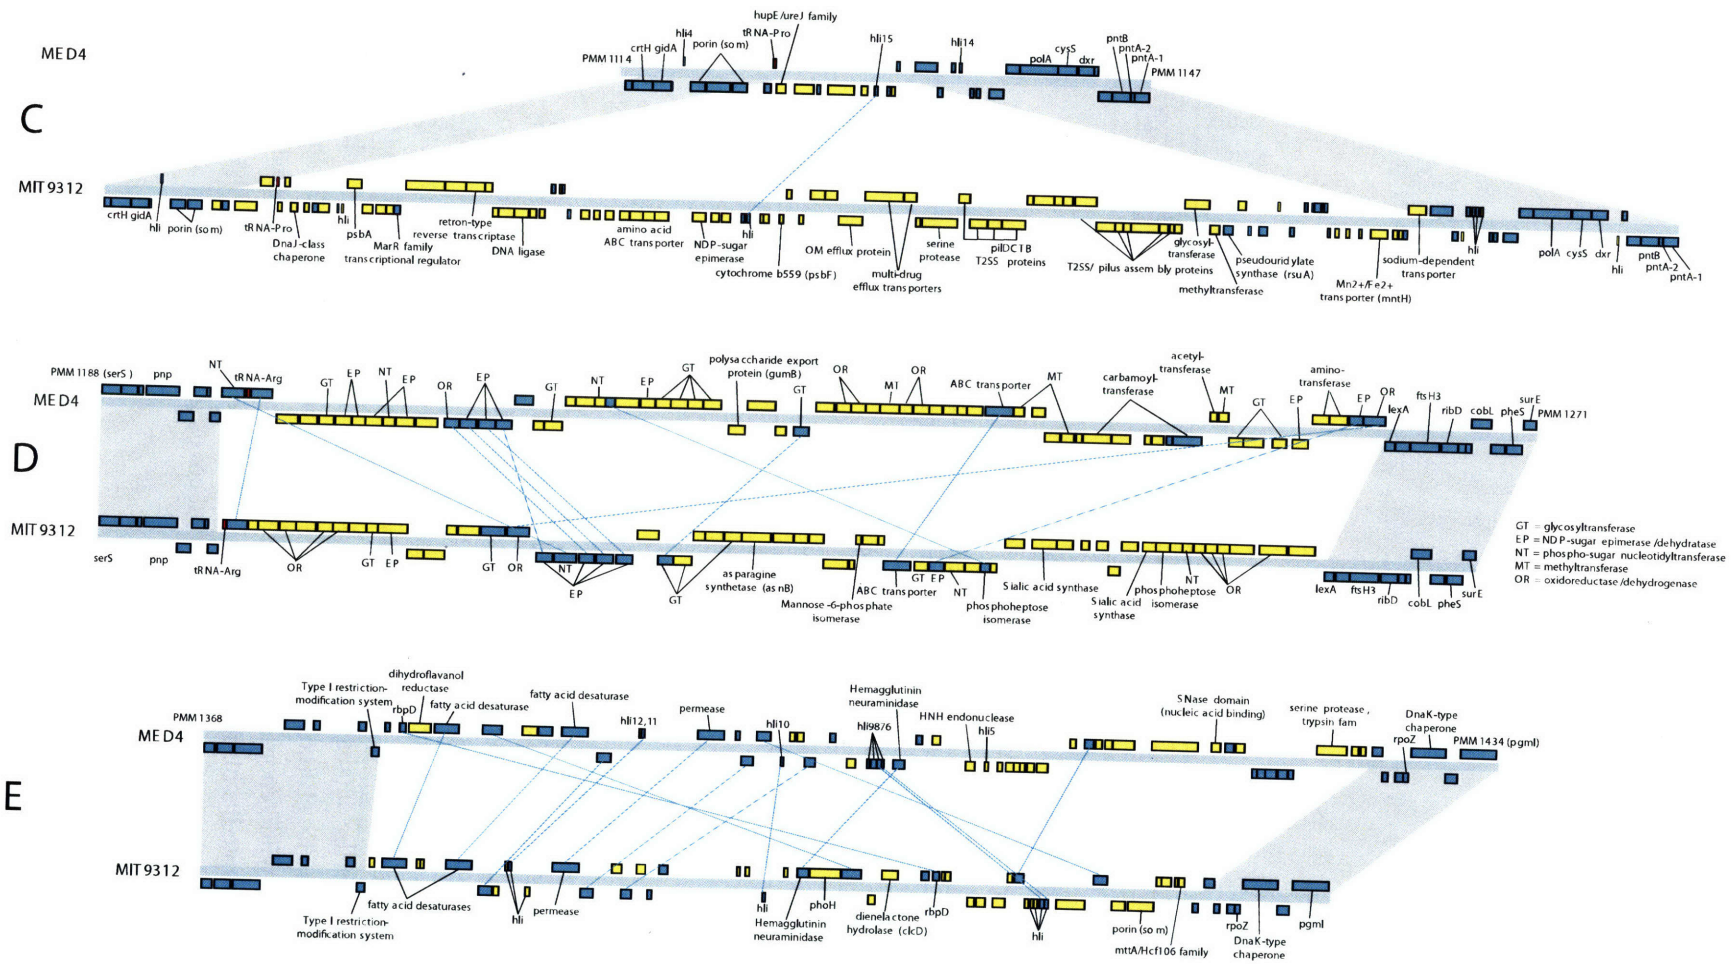 C
MED4
PMM1114
crtH gidA
hli4
porin (som)
tRNA-Pro
hupE/ureJ family
hli15
hli14
polA
cysS
dxr
pntB
pntA-2
pntA-1
PMM1147
MIT9312
crtH gidA
hli
porin (som)
tRNA-Pro
DnaJ-class
chaperone
hli
psbA
MarR family
transcriptional regulator
retron-type
reverse transcriptase
DNA ligase
amino acid
ABC transporter
NDP-sugar
epimerase
hli
cytochrome b559 (psbF)
OM efflux protein
multi-drug
efflux transporters
serine
protease
pilDCTB
T2SS proteins
T2SS/ pilus assembly proteins
glycosyl-
transferase
methyltransferase
pseudouridylate
synthase (rsuA)
Mn2+/Fe2+
transporter (mntH)
sodium-dependent
transporter
hli
polA cysS dxr
hli
pntB
pntA-2
pntA-1
D
MED4
PMM1188 (serS)
pnp
NT
tRNA-Arg
GT
EP
NT
EP
OR
EP
GT
NT
EP
GT
polysaccharide export
protein (gumB)
GT
OR
MT
OR
ABC transporter
MT
carbamoyl-
transferase
acetyl-
transferase
MT
GT
EP
amino-
transferase
EP
OR
lexA
ftsH3
ribD
cobL
pheS
surE
PMM1271
MIT9312
serS
pnp
tRNA-Arg
OR
GT
EP
GT
OR
NT
EP
GT
asparagine
synthetase (asnB)
Mannose-6-phosphate
isomerase
ABC transporter
GT
EP
NT
phosphoheptose
isomerase
Sialic acid synthase
Sialic acid
synthase
phosphoheptose
isomerase
NT
OR
lexA
ftsH3
ribD
cobL
pheS
surE
GT = glycosyltransferase
EP = NDP-sugar epimerase/dehydratase
NT = phospho-sugar nucleotidyltransferase
MT = methyltransferase
OR = oxidoreductase/dehydrogenase
E
MED4
PMM1368
Type I restriction-
modification system
rbpD
dihydroflavanol
reductase
fatty acid desaturase
fatty acid desaturase
hli12,11
permease
hli10
Hemagglutinin
neuraminidase
hli9876
HNH endonuclease
hli5
SNase domain
(nucleic acid binding)
serine protease,
trypsin fam
rpoZ
DnaK-type
chaperone
PMM1434 (pgmI)
MIT9312
Type I restriction-
modification system
fatty acid desaturases
hli
permease
hli
Hemagglutinin
neuraminidase
phoH
dienelactone
hydrolase (clcD)
rbpD
hli
porin (som)
mttA/Hcf106 family
rpoZ
DnaK-type
chaperone
pgmI